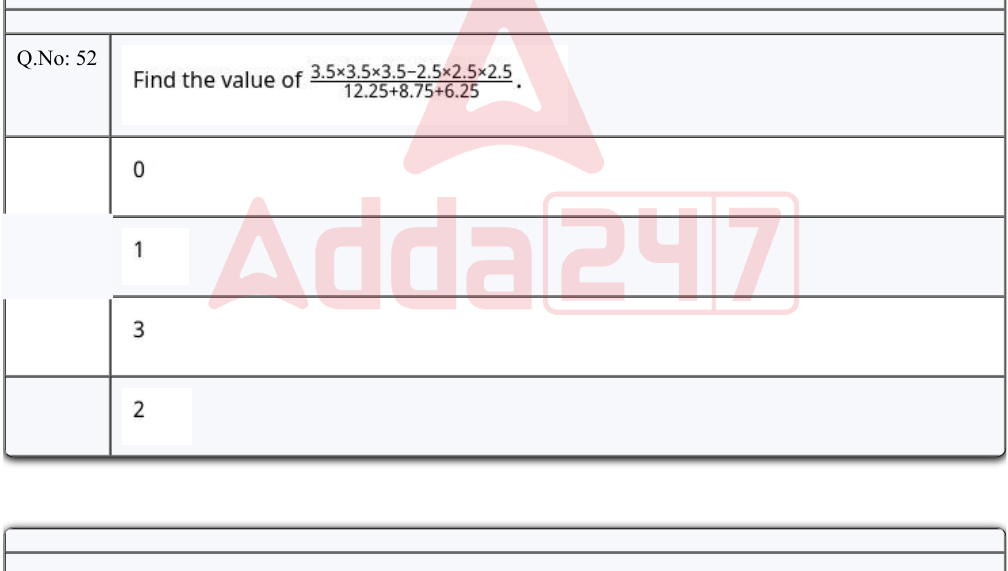 Q.No: 52
Find the value of 3.5×3.5×3.5−2.5×2.5×2.5 / 12.25+8.75+6.25 .
0
1
3
2
Adda247